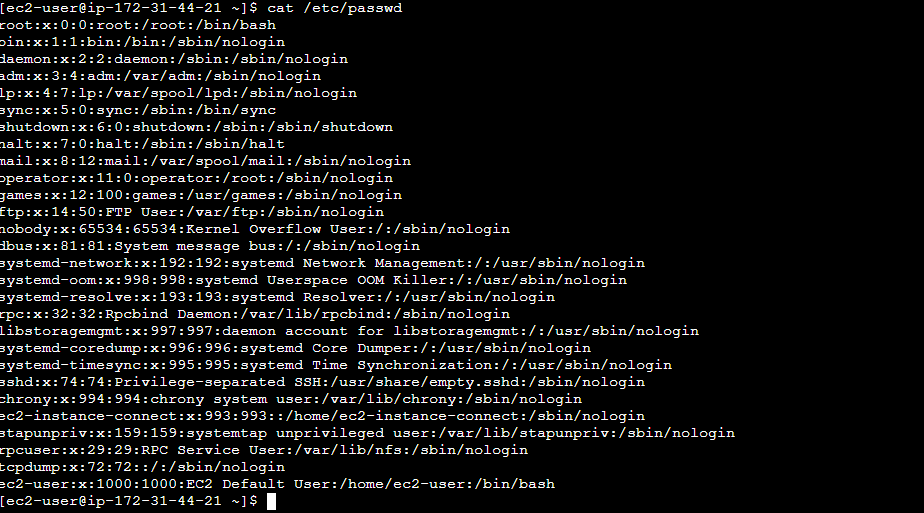 [ec2-user@ip-172-31-44-21 ~]$ cat /etc/passwd
root:x:0:0:root:/root:/bin/bash
bin:x:1:1:bin:/bin:/sbin/nologin
daemon:x:2:2:daemon:/sbin:/sbin/nologin
adm:x:3:4:adm:/var/adm:/sbin/nologin
lp:x:4:7:lp:/var/spool/lpd:/sbin/nologin
sync:x:5:0:sync:/sbin:/bin/sync
shutdown:x:6:0:shutdown:/sbin:/sbin/shutdown
halt:x:7:0:halt:/sbin:/sbin/halt
mail:x:8:12:mail:/var/spool/mail:/sbin/nologin
operator:x:11:0:operator:/root:/sbin/nologin
games:x:12:100:games:/usr/games:/sbin/nologin
ftp:x:14:50:FTP User:/var/ftp:/sbin/nologin
nobody:x:65534:65534:Kernel Overflow User:/:/sbin/nologin
dbus:x:81:81:System message bus:/:/sbin/nologin
systemd-network:x:192:192:systemd Network Management:/:/usr/sbin/nologin
systemd-oom:x:998:998:systemd Userspace OOM Killer:/:/usr/sbin/nologin
systemd-resolve:x:193:193:systemd Resolver:/:/usr/sbin/nologin
rpc:x:32:32:Rpcbind Daemon:/var/lib/rpcbind:/sbin/nologin
libstoragemgmt:x:997:997:daemon account for libstoragemgmt:/:/usr/sbin/nologin
systemd-coredump:x:996:996:systemd Core Dumper:/:/usr/sbin/nologin
systemd-timesync:x:995:995:systemd Time Synchronization:/:/usr/sbin/nologin
sshd:x:74:74:Privilege-separated SSH:/usr/share/empty.sshd:/sbin/nologin
chrony:x:994:994:chrony system user:/var/lib/chrony:/sbin/nologin
ec2-instance-connect:x:993:993::/home/ec2-instance-connect:/sbin/nologin
stapunpriv:x:159:159:systemtap unprivileged user:/var/lib/stapunpriv:/sbin/nologin
rpcuser:x:29:29:RPC Service User:/var/lib/nfs:/sbin/nologin
tcpdump:x:72:72::/:/sbin/nologin
ec2-user:x:1000:1000:EC2 Default User:/home/ec2-user:/bin/bash
[ec2-user@ip-172-31-44-21 ~]$